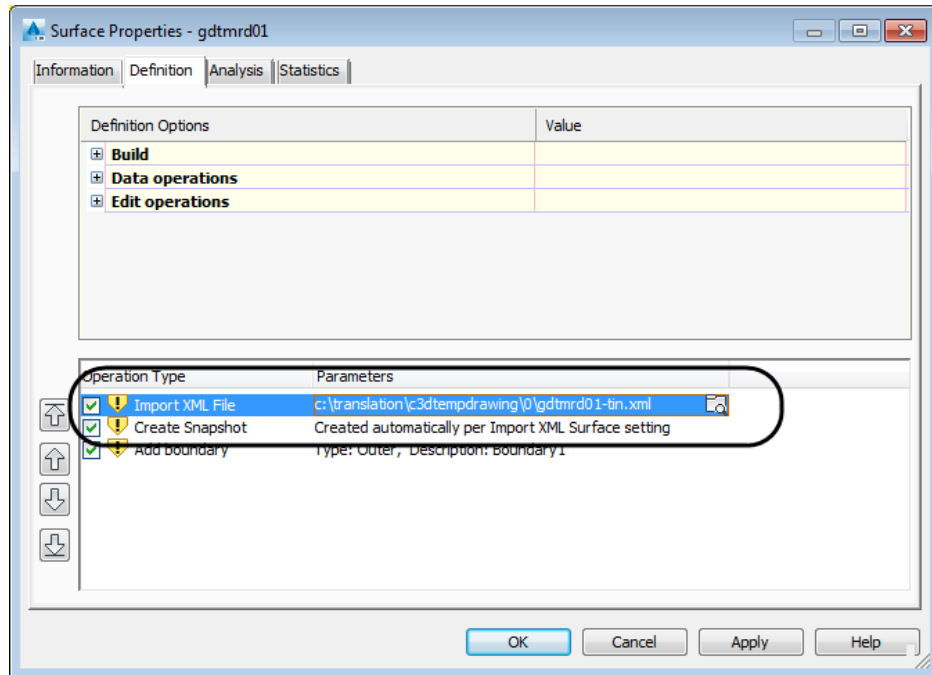 Surface Properties - gdtmrd01
Information Definition Analysis Statistics
Definition Options Value
Build
Data operations
Edit operations
Operation Type Parameters
Import XML File c:\translation\c3dtempdrawing\0\gdtmrd01-tin.xml
Create Snapshot Created automatically per Import XML Surface setting
Add boundary Type: Outer, Description: Boundary1
OK Cancel Apply Help